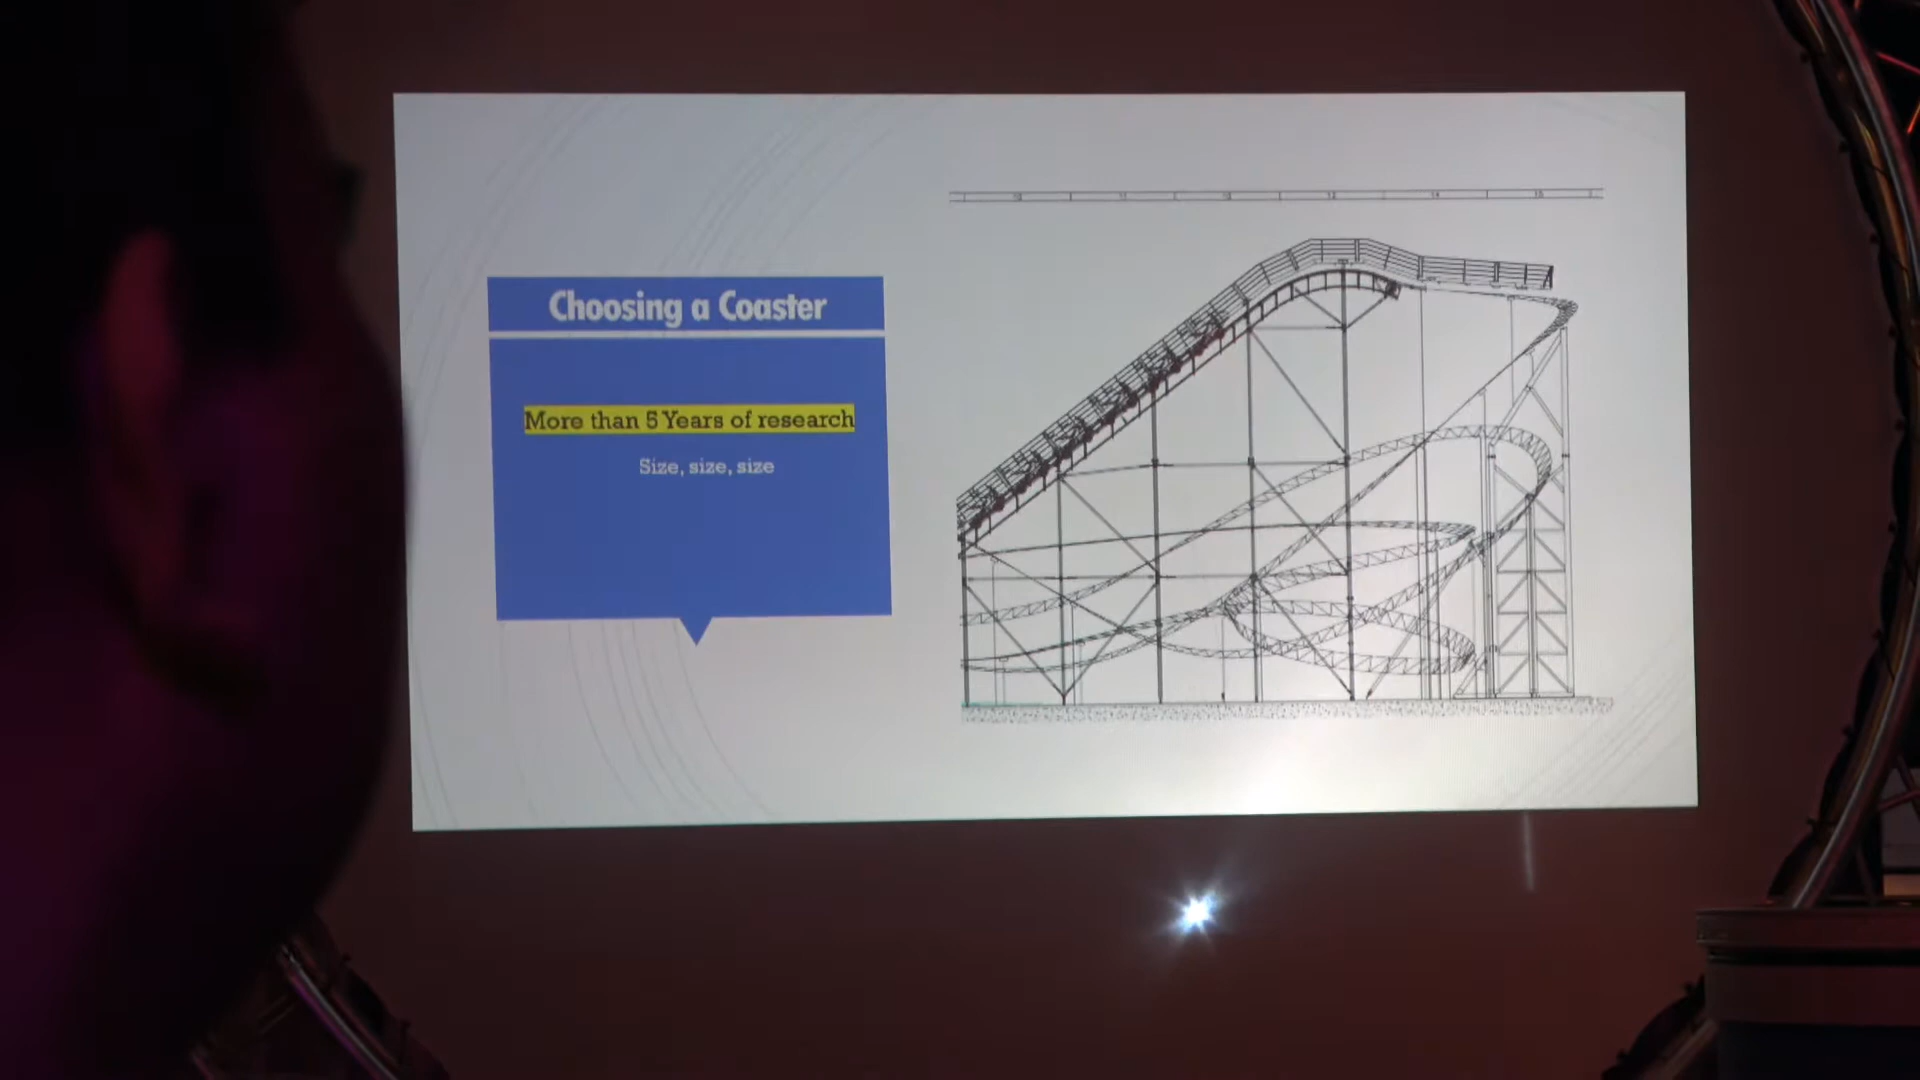 Choosing a Coaster
More than 5 Years of research
Size, size, size